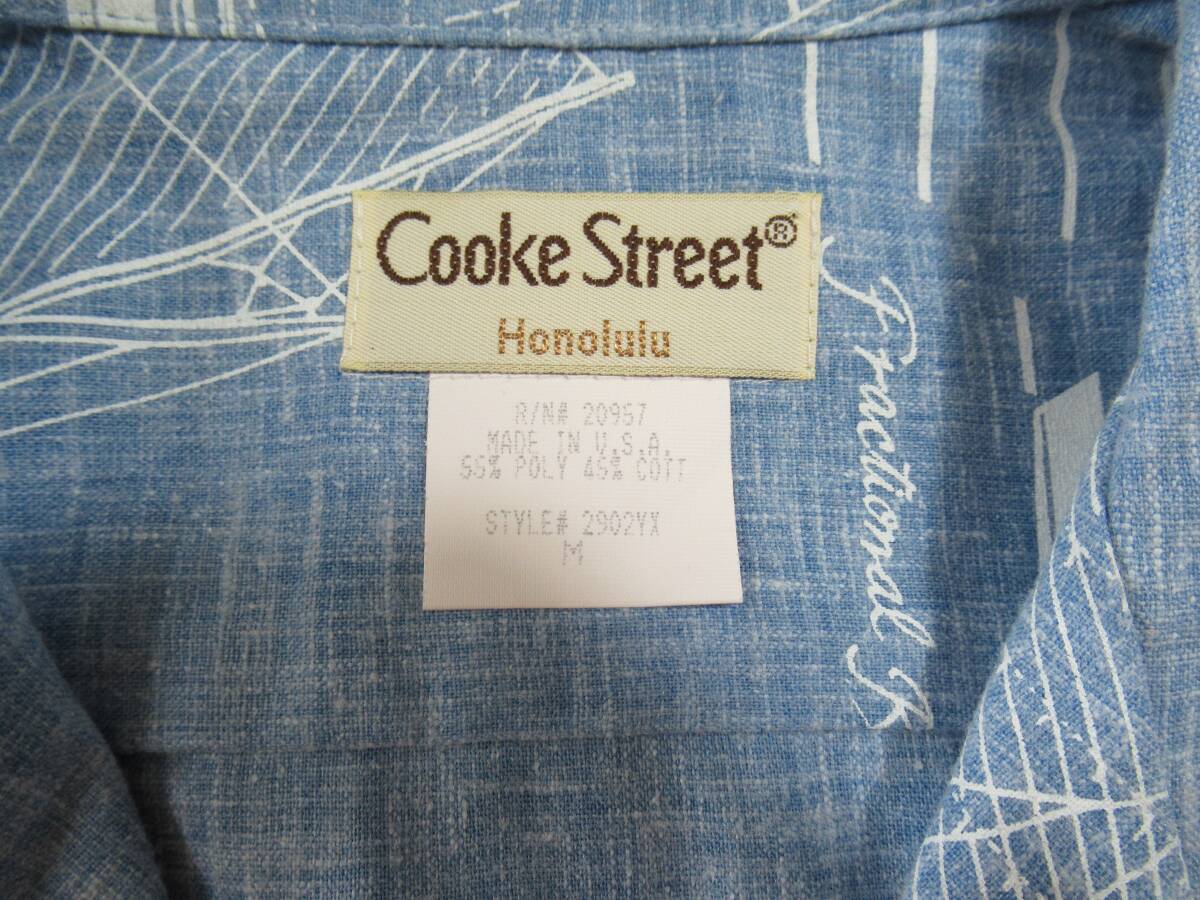 Cooke Street®
Honolulu
R/N# 20957
MADE IN U.S.A.
55% POLY 45% COTT
STYLE# 2902YX
M
Fractional